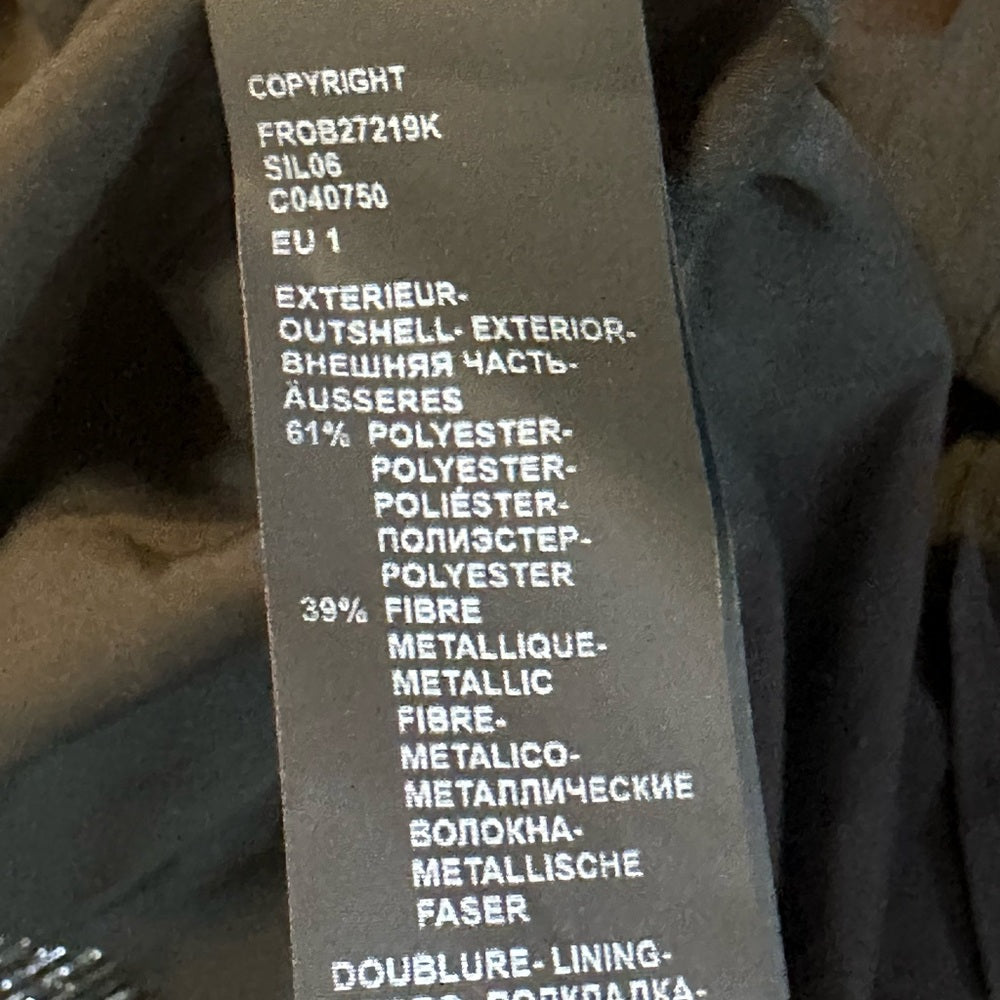 COPYRIGHT
FROB27219K
SIL06
C040750
EU 1
EXTERIEUR-
OUTSHELL- EXTERIOR-
ВНЕШНЯЯ ЧАСТЬ-
ÄUSSERES
61% POLYESTER-
POLYESTER-
POLIÉSTER-
ПОЛИЭСТЕР-
POLYESTER
39% FIBRE
METALLIQUE-
METALLIC
FIBRE-
METALICO-
МЕТАЛЛИЧЕСКИЕ
ВОЛОКНА-
METALLISCHE
FASER
DOUBLURE- LINING-
ПОДКЛАДКА-